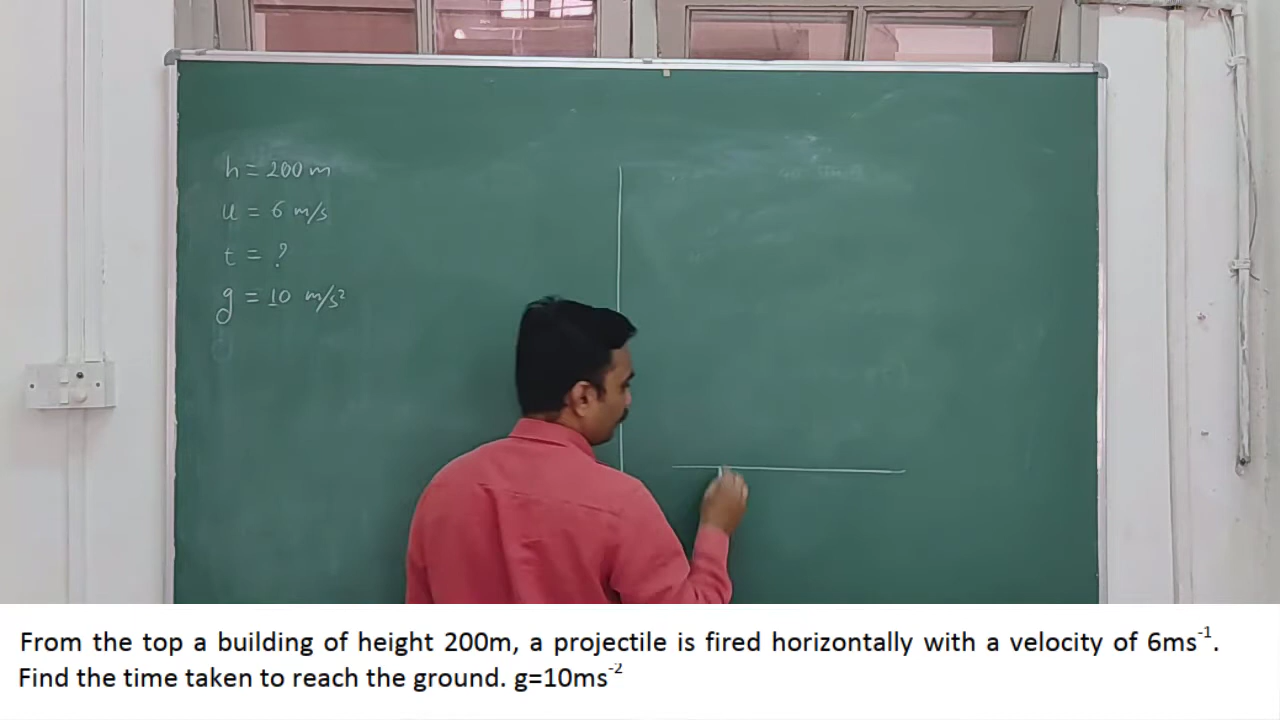 h = 200 m
u = 6 m/s
t = ?
g = 10 m/s²
From the top a building of height 200m, a projectile is fired horizontally with a velocity of 6ms⁻¹.
Find the time taken to reach the ground. g=10ms⁻²